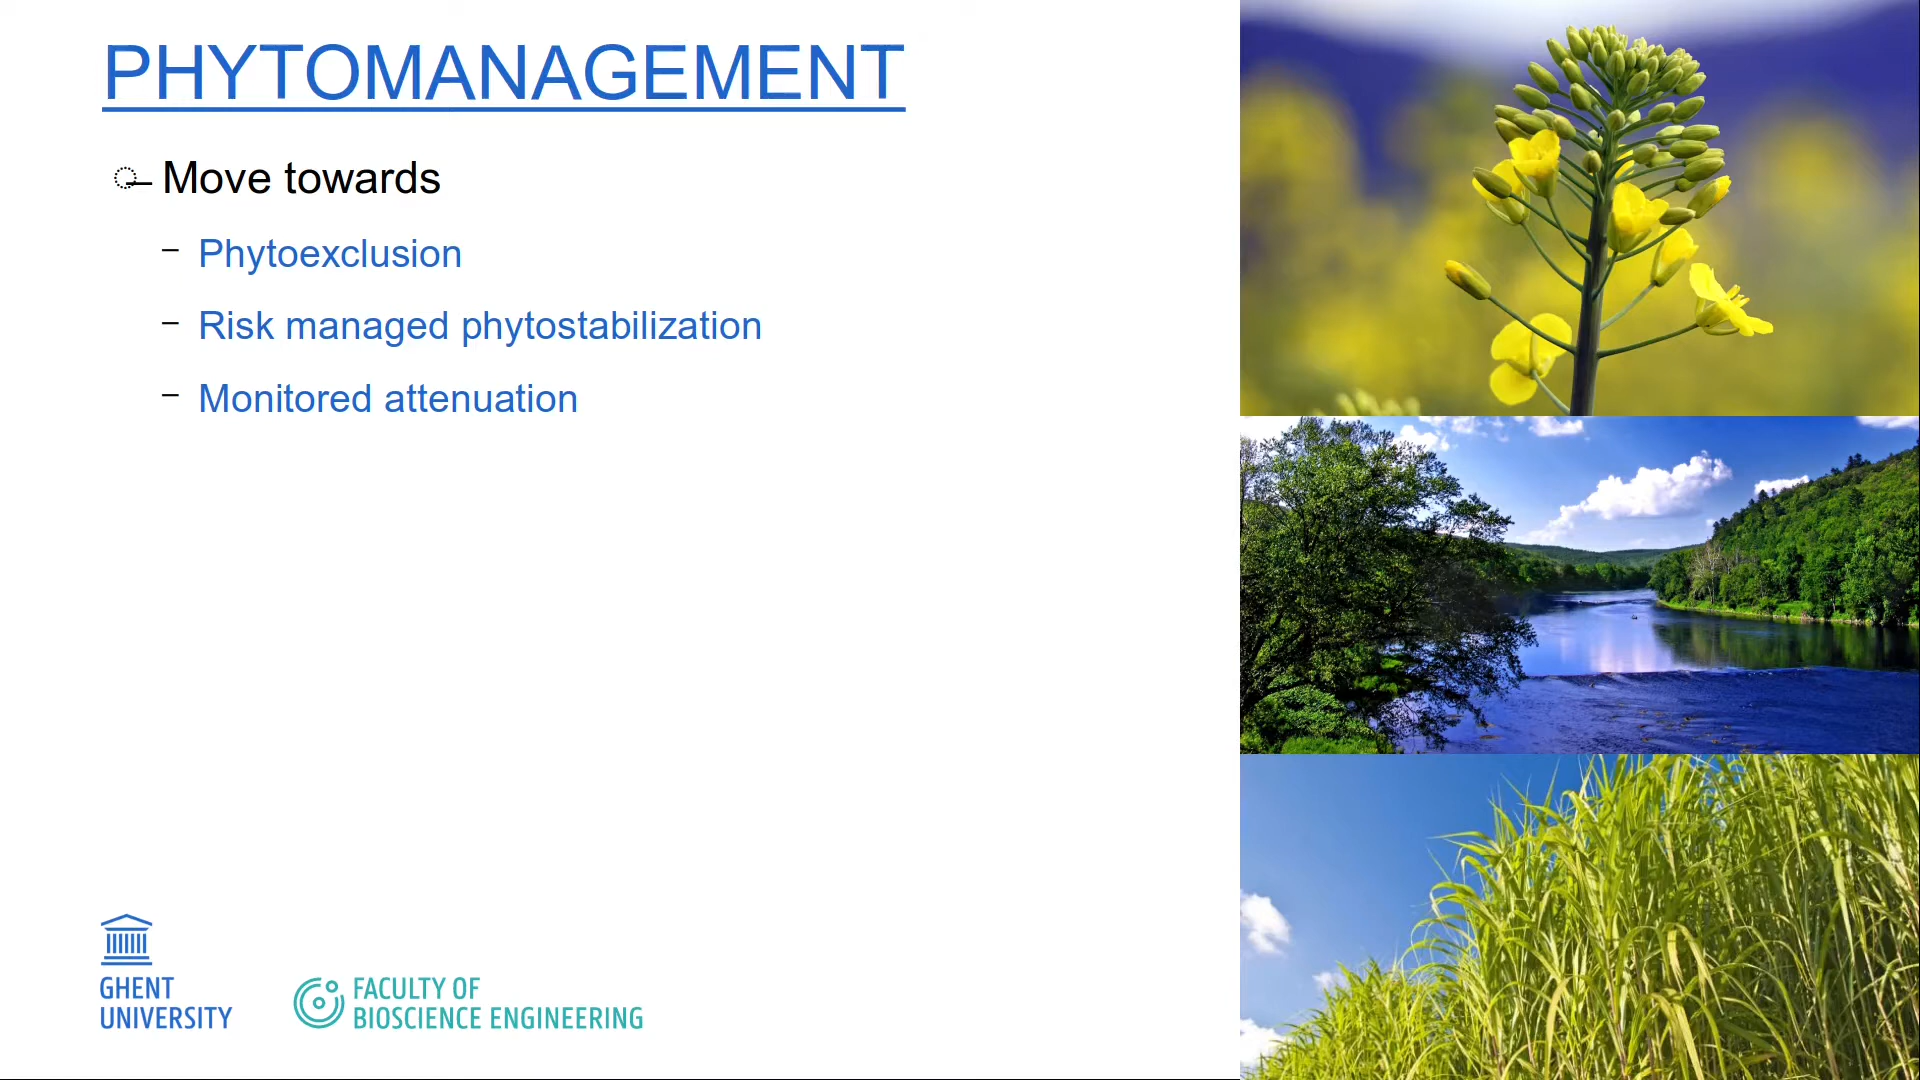 PHYTOMANAGEMENT
– Move towards
– Phytoexclusion
– Risk managed phytostabilization
– Monitored attenuation
GHENT
UNIVERSITY
FACULTY OF
BIOSCIENCE ENGINEERING